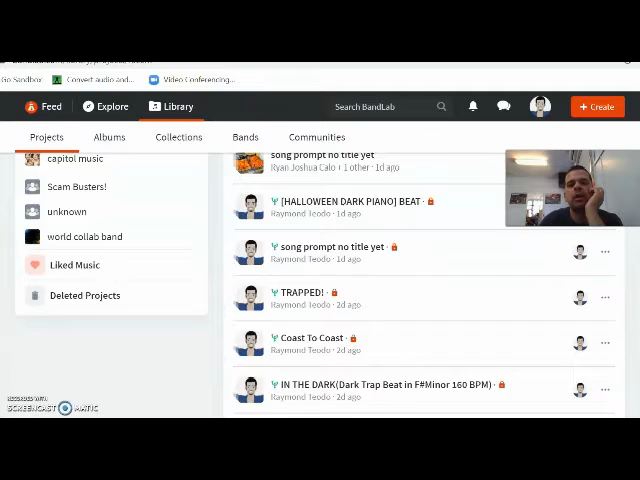 Go Sandbox
Convert audio and...
Video Conferencing...
Feed
Explore
Library
Search BandLab
+ Create
Projects
Albums
Collections
Bands
Communities
capitol music
Scam Busters!
unknown
world collab band
Liked Music
Deleted Projects
song prompt no title yet
Ryan Joshua Calo + 1 other · 1d ago
[HALLOWEEN DARK PIANO] BEAT ·
Raymond Teodo · 1d ago
song prompt no title yet ·
Raymond Teodo · 1d ago
TRAPPED! ·
Raymond Teodo · 2d ago
Coast To Coast ·
Raymond Teodo · 2d ago
IN THE DARK(Dark Trap Beat in F#Minor 160 BPM) ·
Raymond Teodo · 2d ago
RECORDED WITH
SCREENCAST MATIC